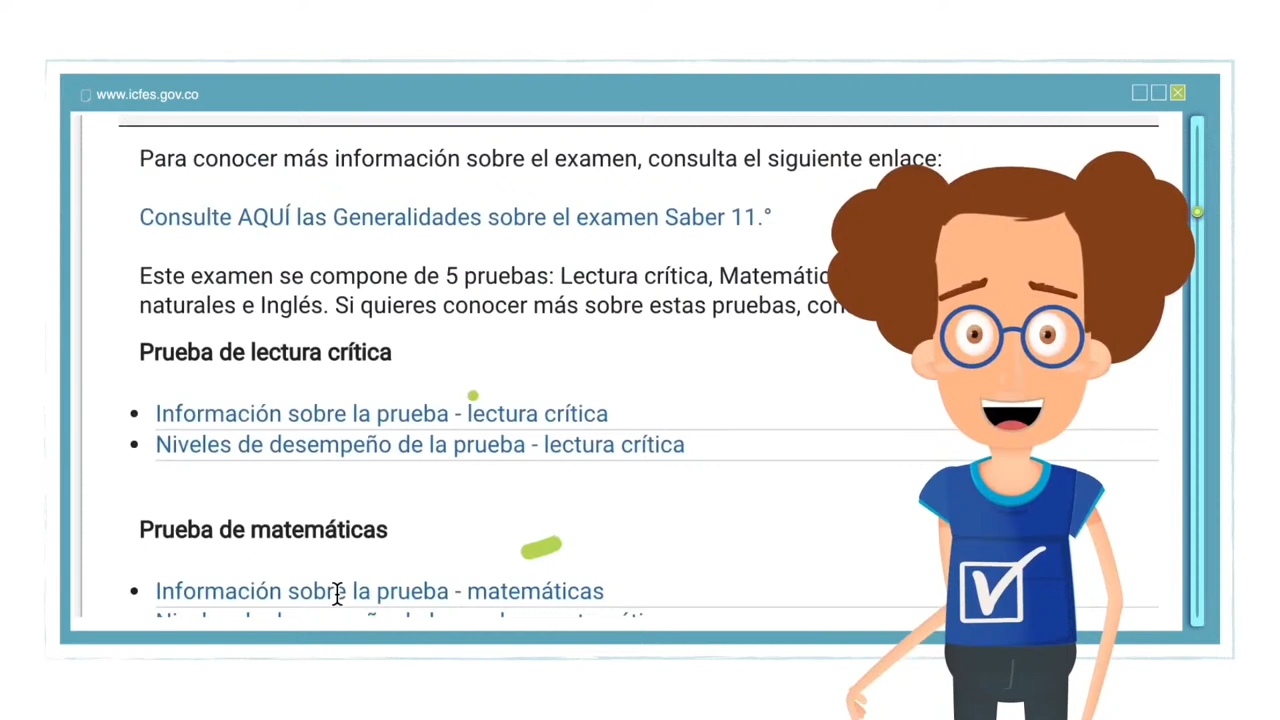 www.icfes.gov.co
Para conocer más información sobre el examen, consulta el siguiente enlace:
Consulte AQUÍ las Generalidades sobre el examen Saber 11.°
Este examen se compone de 5 pruebas: Lectura crítica,
naturales e Inglés. Si quieres conocer más sobre estas pruebas,
Prueba de lectura crítica
• Información sobre la prueba - lectura crítica
• Niveles de desempeño de la prueba - lectura crítica
Prueba de matemáticas
• Información sobre la prueba - matemáticas